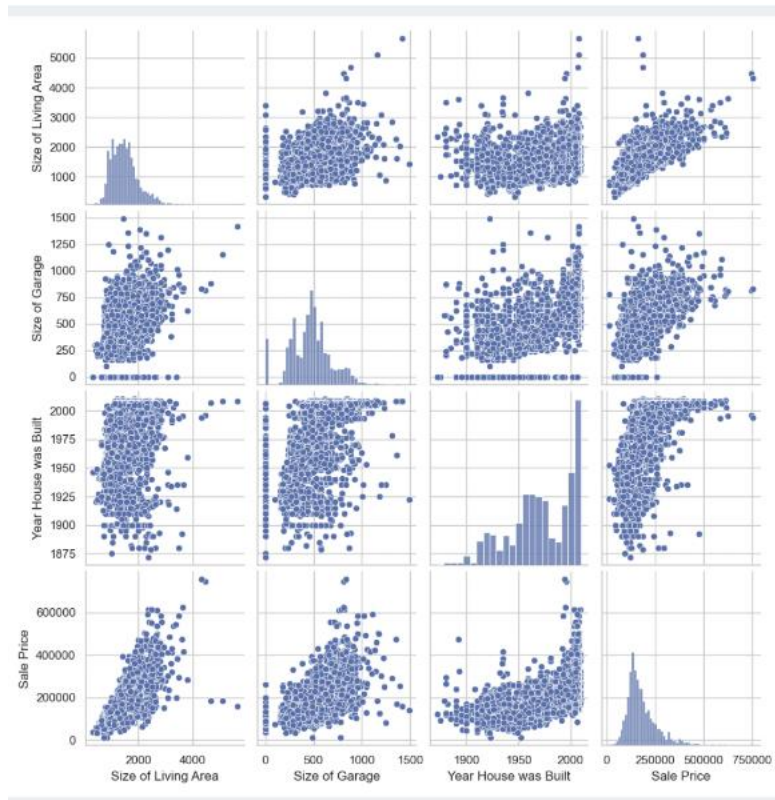 Size of Living Area
5000
4000
3000
2000
1000
Size of Garage
1500
1250
1000
750
500
250
0
Year House was Built
2000
1975
1950
1925
1900
1875
Sale Price
600000
400000
200000
0
2000 4000
0 500 1000 1500
1900 1950 2000
0 250000 500000 750000
Size of Living Area Size of Garage Year House was Built Sale Price